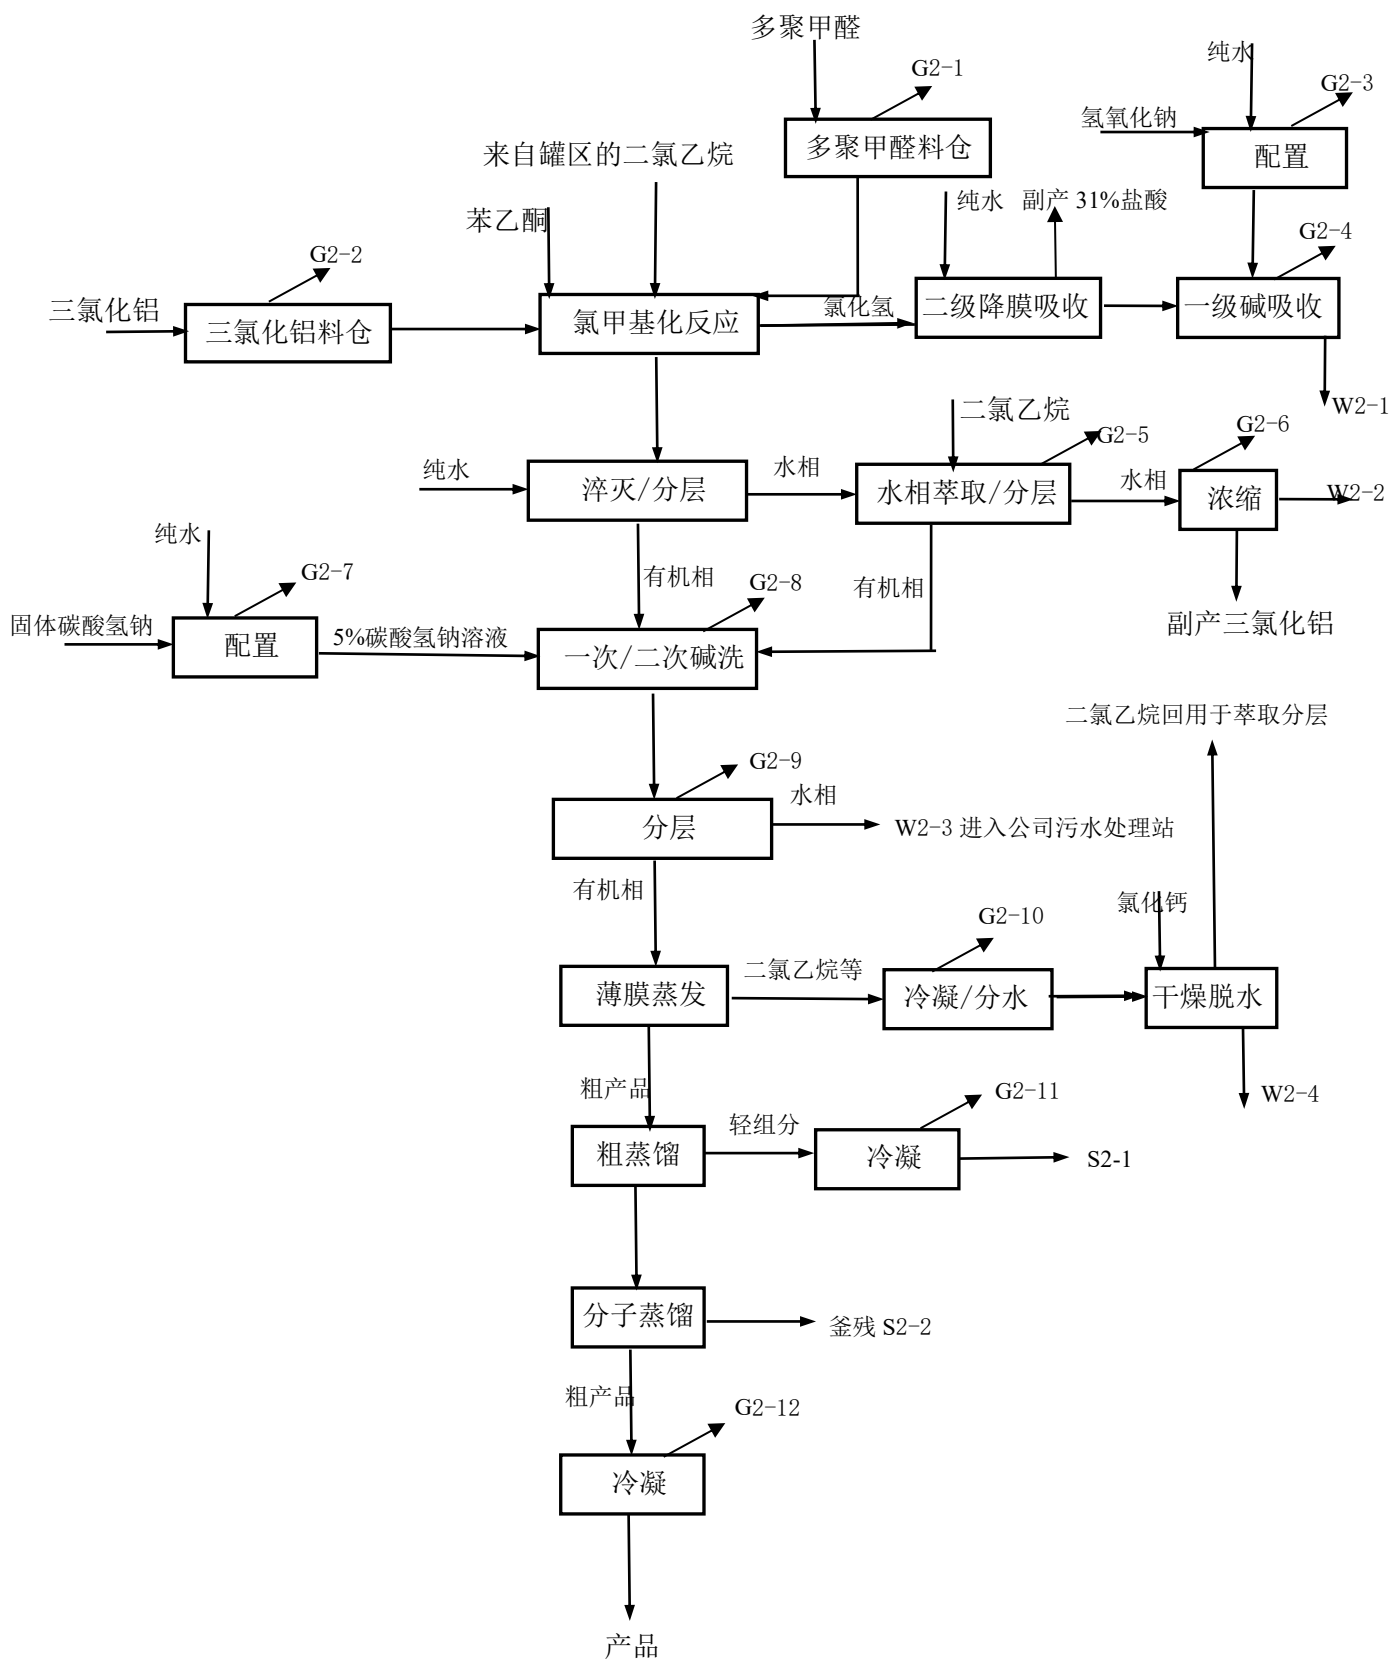 多聚甲醛
G2-1
纯水
G2-3
氢氧化钠
多聚甲醛料仓
配置
来自罐区的二氯乙烷
苯乙酮
纯水
副产 31%盐酸
G2-4
G2-2
三氯化铝
三氯化铝料仓
氯甲基化反应
氯化氢
二级降膜吸收
一级碱吸收
W2-1
二氯乙烷
G2-5
G2-6
纯水
淬灭/分层
水相
水相萃取/分层
水相
浓缩
W2-2
纯水
G2-7
有机相
G2-8
有机相
副产三氯化铝
固体碳酸氢钠
配置
5%碳酸氢钠溶液
一次/二次碱洗
二氯乙烷回用于萃取分层
G2-9
水相
分层
W2-3 进入公司污水处理站
有机相
G2-10
氯化钙
薄膜蒸发
二氯乙烷等
冷凝/分水
干燥脱水
粗产品
G2-11
W2-4
粗蒸馏
轻组分
冷凝
S2-1
分子蒸馏
釜残 S2-2
粗产品
G2-12
冷凝
产品